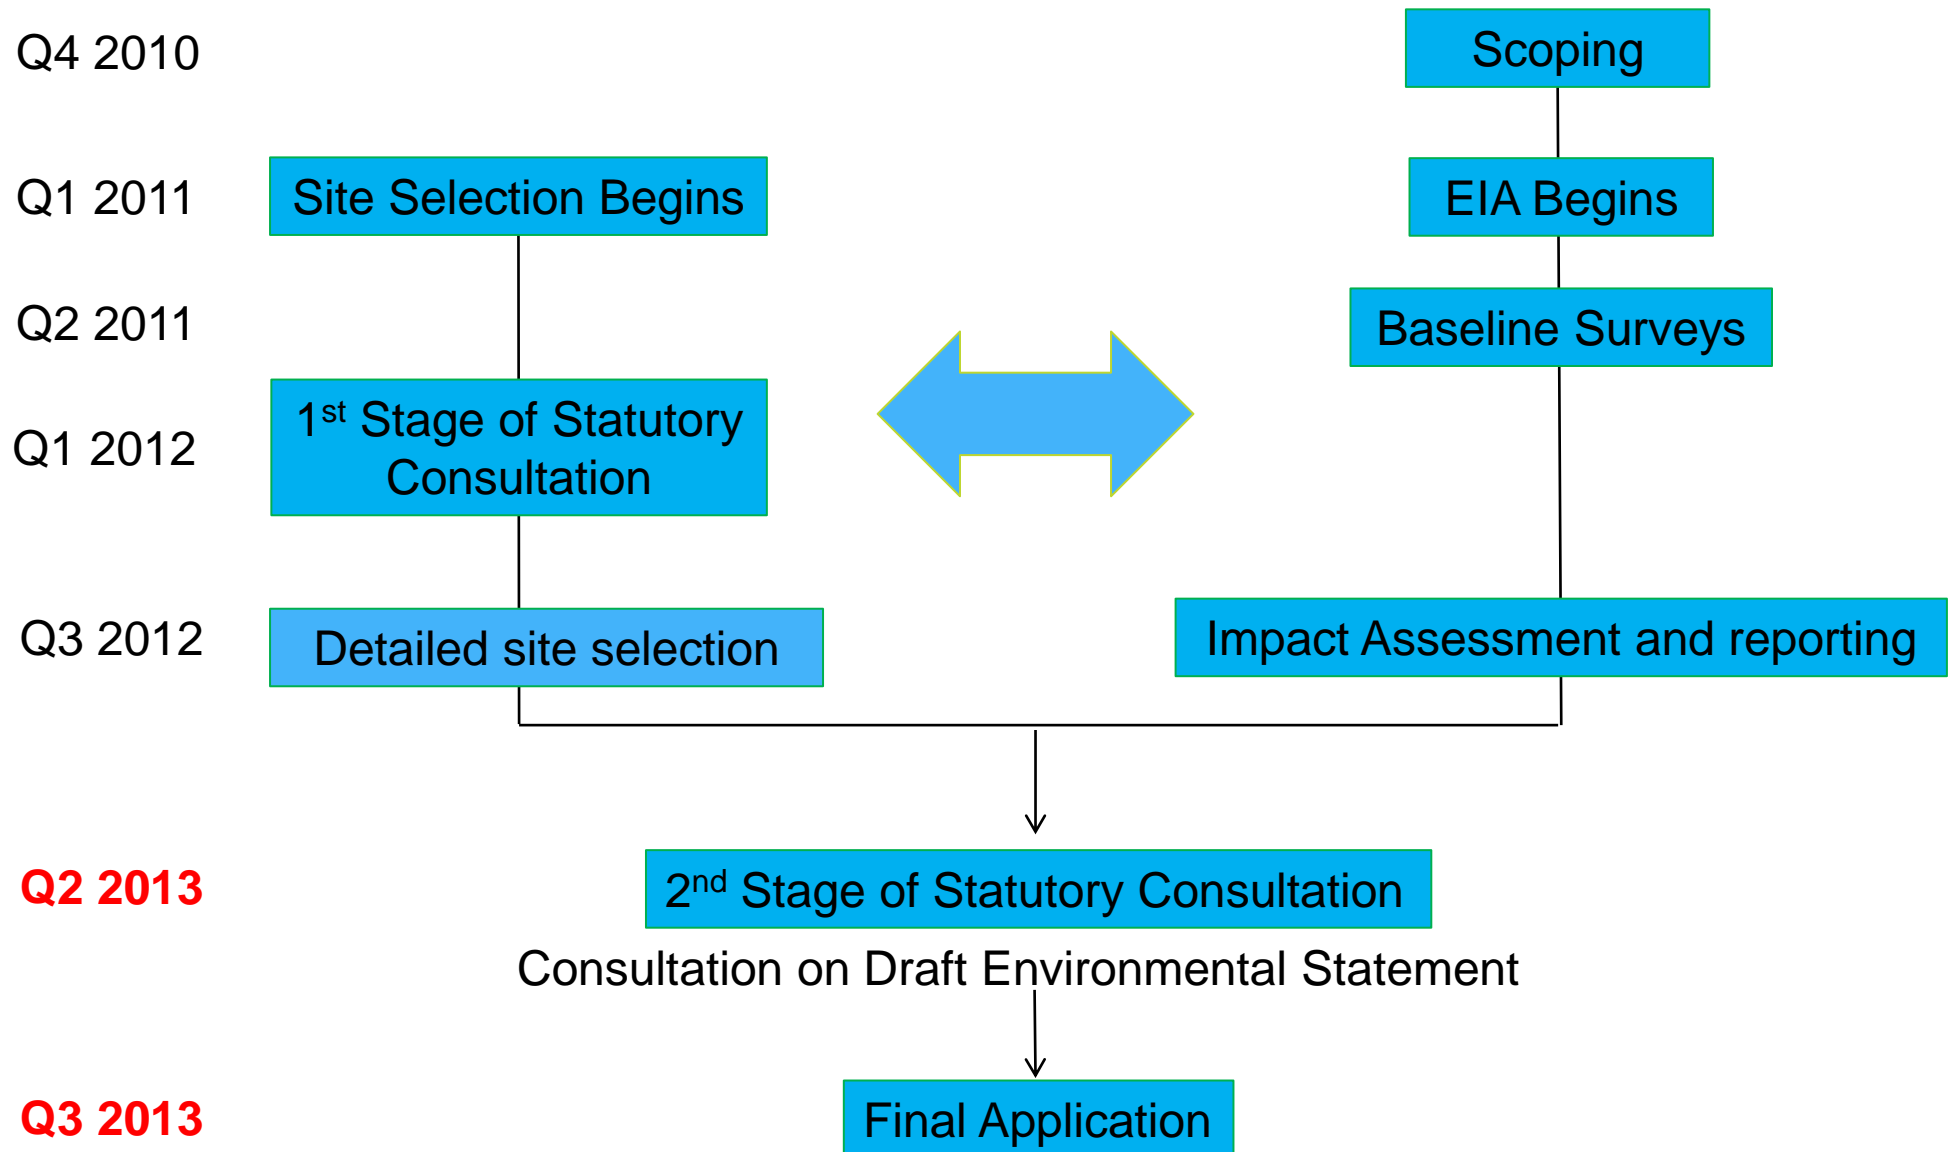 Q4 2010
Scoping
Q1 2011
Site Selection Begins
EIA Begins
Q2 2011
Baseline Surveys
Q1 2012
1st Stage of Statutory
Consultation
Q3 2012
Detailed site selection
Impact Assessment and reporting
Q2 2013
2nd Stage of Statutory Consultation
Consultation on Draft Environmental Statement
Q3 2013
Final Application